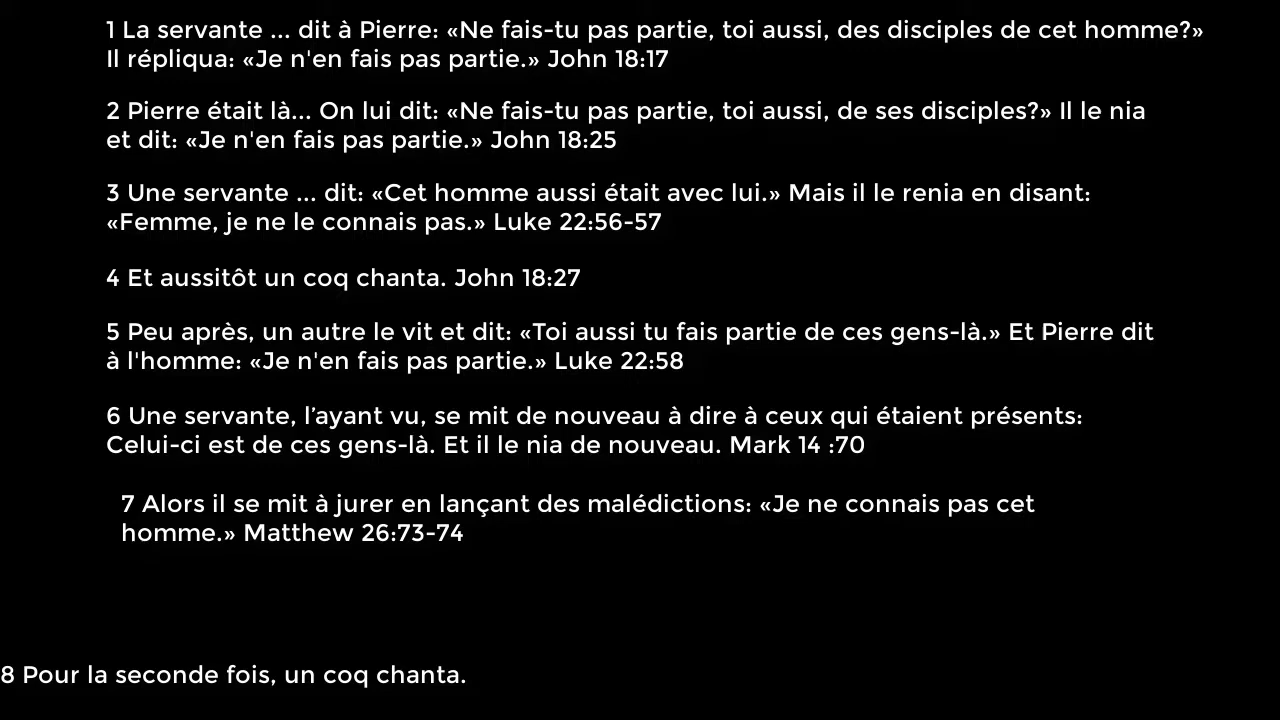 1 La servante ... dit à Pierre: «Ne fais-tu pas partie, toi aussi, des disciples de cet homme?»
Il répliqua: «Je n'en fais pas partie.» John 18:17
2 Pierre était là... On lui dit: «Ne fais-tu pas partie, toi aussi, de ses disciples?» Il le nia
et dit: «Je n'en fais pas partie.» John 18:25
3 Une servante ... dit: «Cet homme aussi était avec lui.» Mais il le renia en disant:
«Femme, je ne le connais pas.» Luke 22:56-57
4 Et aussitôt un coq chanta. John 18:27
5 Peu après, un autre le vit et dit: «Toi aussi tu fais partie de ces gens-là.» Et Pierre dit
à l'homme: «Je n'en fais pas partie.» Luke 22:58
6 Une servante, l’ayant vu, se mit de nouveau à dire à ceux qui étaient présents:
Celui-ci est de ces gens-là. Et il le nia de nouveau. Mark 14 :70
7 Alors il se mit à jurer en lançant des malédictions: «Je ne connais pas cet
homme.» Matthew 26:73-74
8 Pour la seconde fois, un coq chanta.